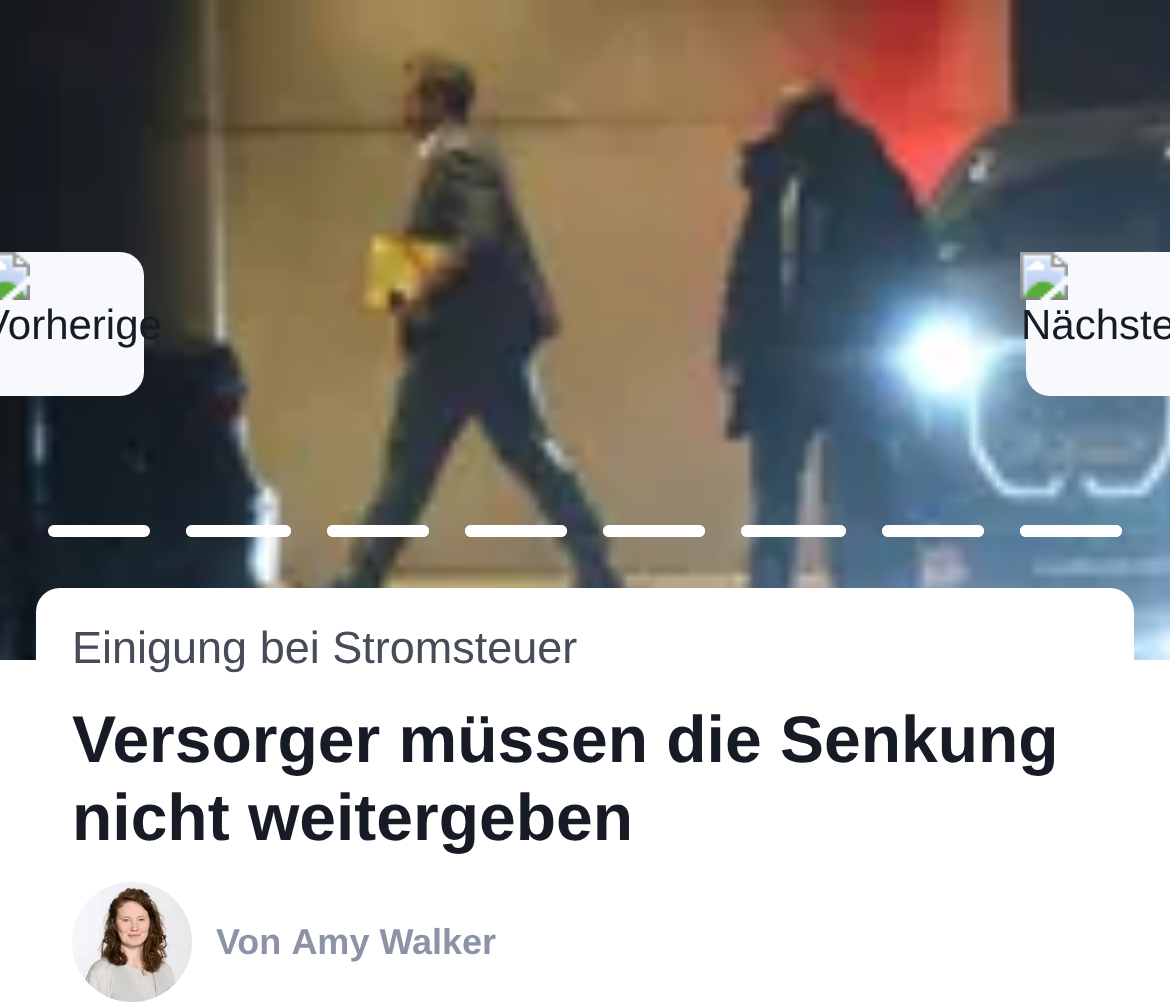 Vorherige
Nächste
Einigung bei Stromsteuer
Versorger müssen die Senkung
nicht weitergeben
Von Amy Walker